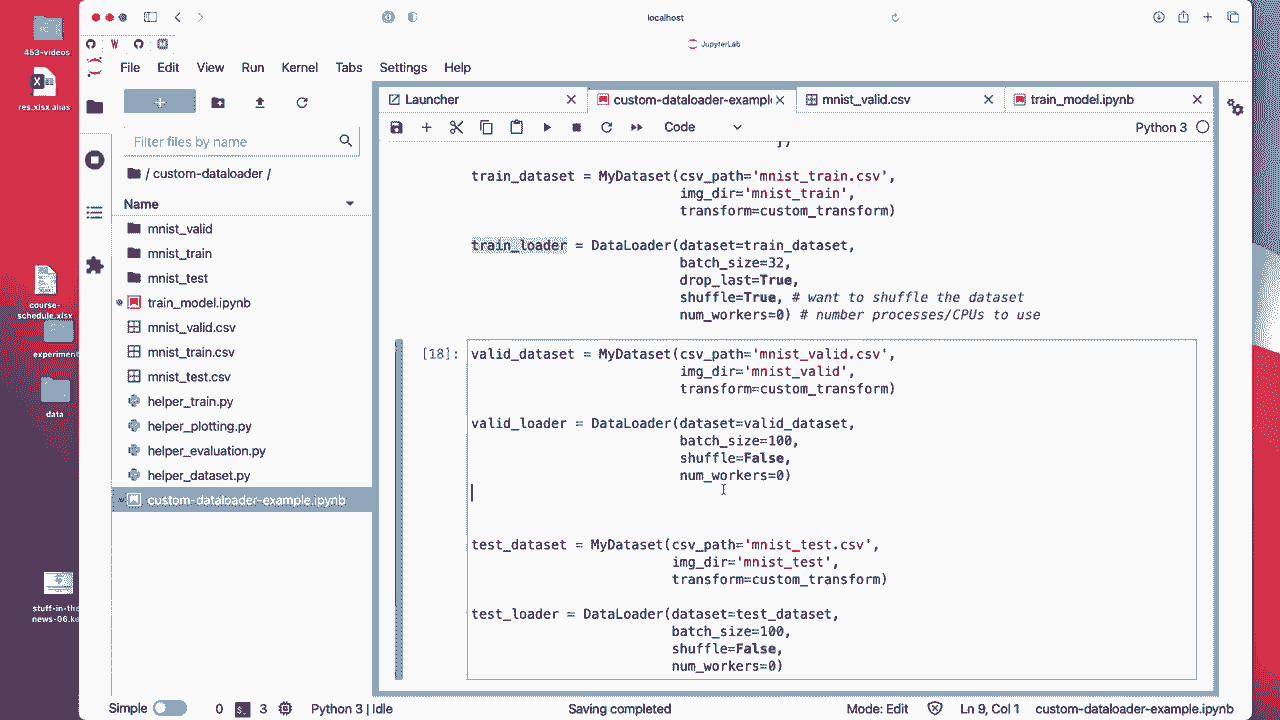 localhost
JupyterLab
453-videos
res.xlsx alias
course-
schedule.xlsx
experiment
data
stuff-in-the
news-06.ke
File Edit View Run Kernel Tabs Settings Help
Filter files by name
/ custom-dataloader /
Name
mnist_valid
mnist_train
mnist_test
train_model.ipynb
mnist_valid.csv
mnist_train.csv
mnist_test.csv
helper_train.py
helper_plotting.py
helper_evaluation.py
helper_dataset.py
custom-dataloader-example.ipynb
Launcher custom-dataloader-example mnist_valid.csv train_model.ipynb
Code Python 3
])
train_dataset = MyDataset(csv_path='mnist_train.csv',
img_dir='mnist_train',
transform=custom_transform)
train_loader = DataLoader(dataset=train_dataset,
batch_size=32,
drop_last=True,
shuffle=True, # want to shuffle the dataset
num_workers=0) # number processes/CPUs to use
[18]: valid_dataset = MyDataset(csv_path='mnist_valid.csv',
img_dir='mnist_valid',
transform=custom_transform)
valid_loader = DataLoader(dataset=valid_dataset,
batch_size=100,
shuffle=False,
num_workers=0)
test_dataset = MyDataset(csv_path='mnist_test.csv',
img_dir='mnist_test',
transform=custom_transform)
test_loader = DataLoader(dataset=test_dataset,
batch_size=100,
shuffle=False,
num_workers=0)
Simple 0 3 Python 3 | Idle Saving completed Mode: Edit Ln 9, Col 1 custom-dataloader-example.ipynb